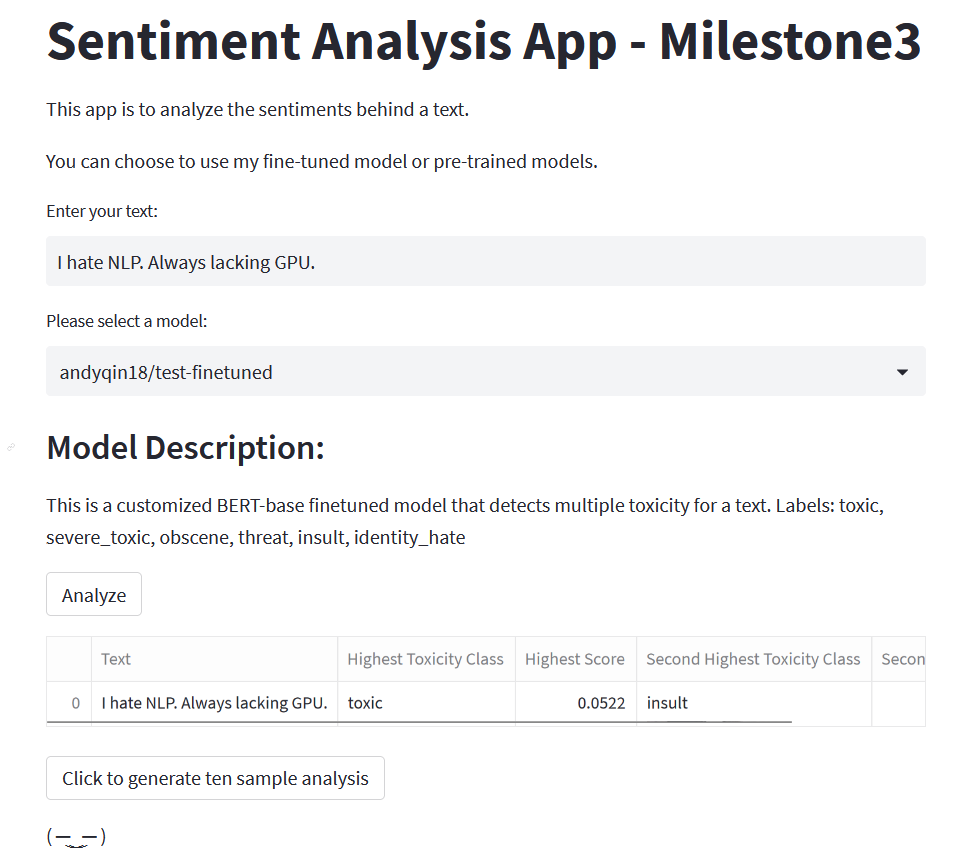 Sentiment Analysis App - Milestone3
This app is to analyze the sentiments behind a text.
You can choose to use my fine-tuned model or pre-trained models.
Enter your text:
I hate NLP. Always lacking GPU.
Please select a model:
andyqin18/test-finetuned
Model Description:
This is a customized BERT-base finetuned model that detects multiple toxicity for a text. Labels: toxic,
severe_toxic, obscene, threat, insult, identity_hate
Analyze
Text Highest Toxicity Class Highest Score Second Highest Toxicity Class Secon
0 I hate NLP. Always lacking GPU. toxic 0.0522 insult
Click to generate ten sample analysis